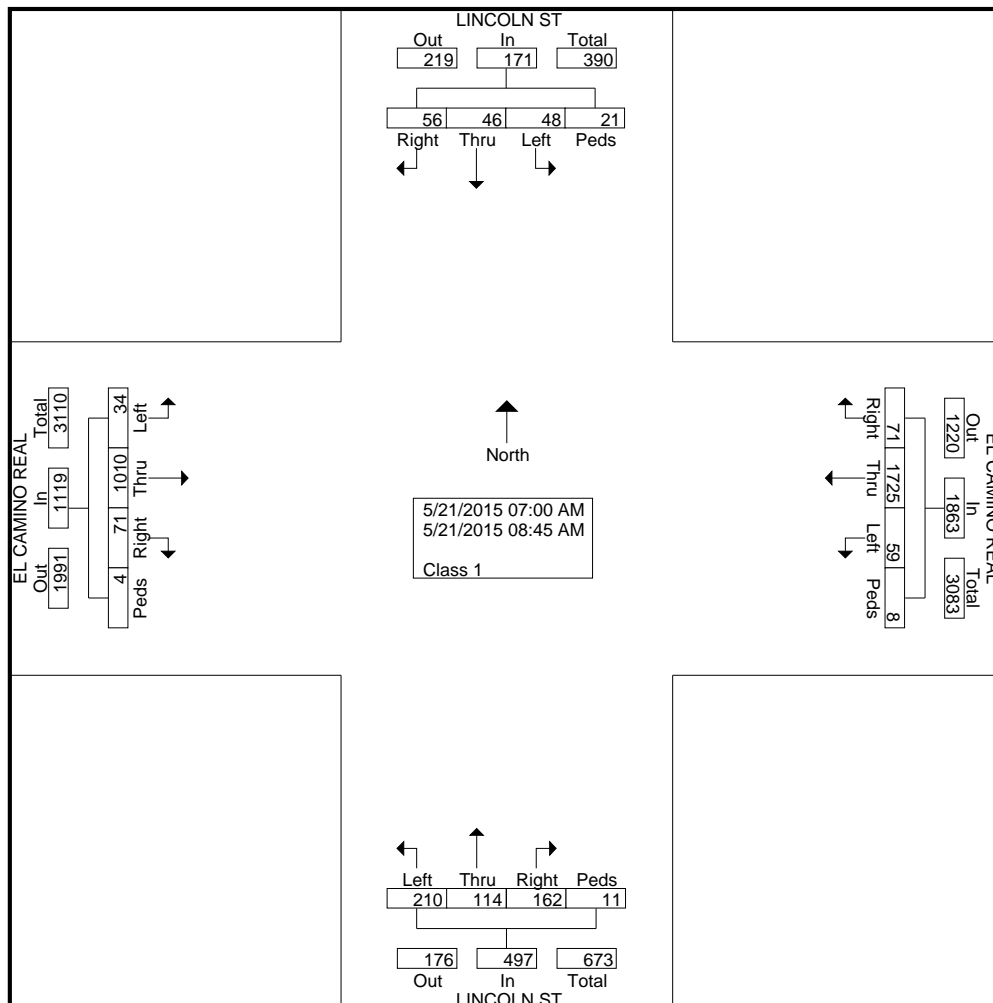 LINCOLN ST
Out In Total
219 171 390
56 46 48 21
Right Thru Left Peds
EL CAMINO REAL
Total In Out
3110 1119 1991
34 1010 71 4
Left Thru Right Peds
North
5/21/2015 07:00 AM
5/21/2015 08:45 AM
Class 1
Right Thru Left Peds
71 1725 59 8
Out In Total
1220 1863 3083
EL CAMINO REAL
Left Thru Right Peds
210 114 162 11
176 497 673
Out In Total
LINCOLN ST